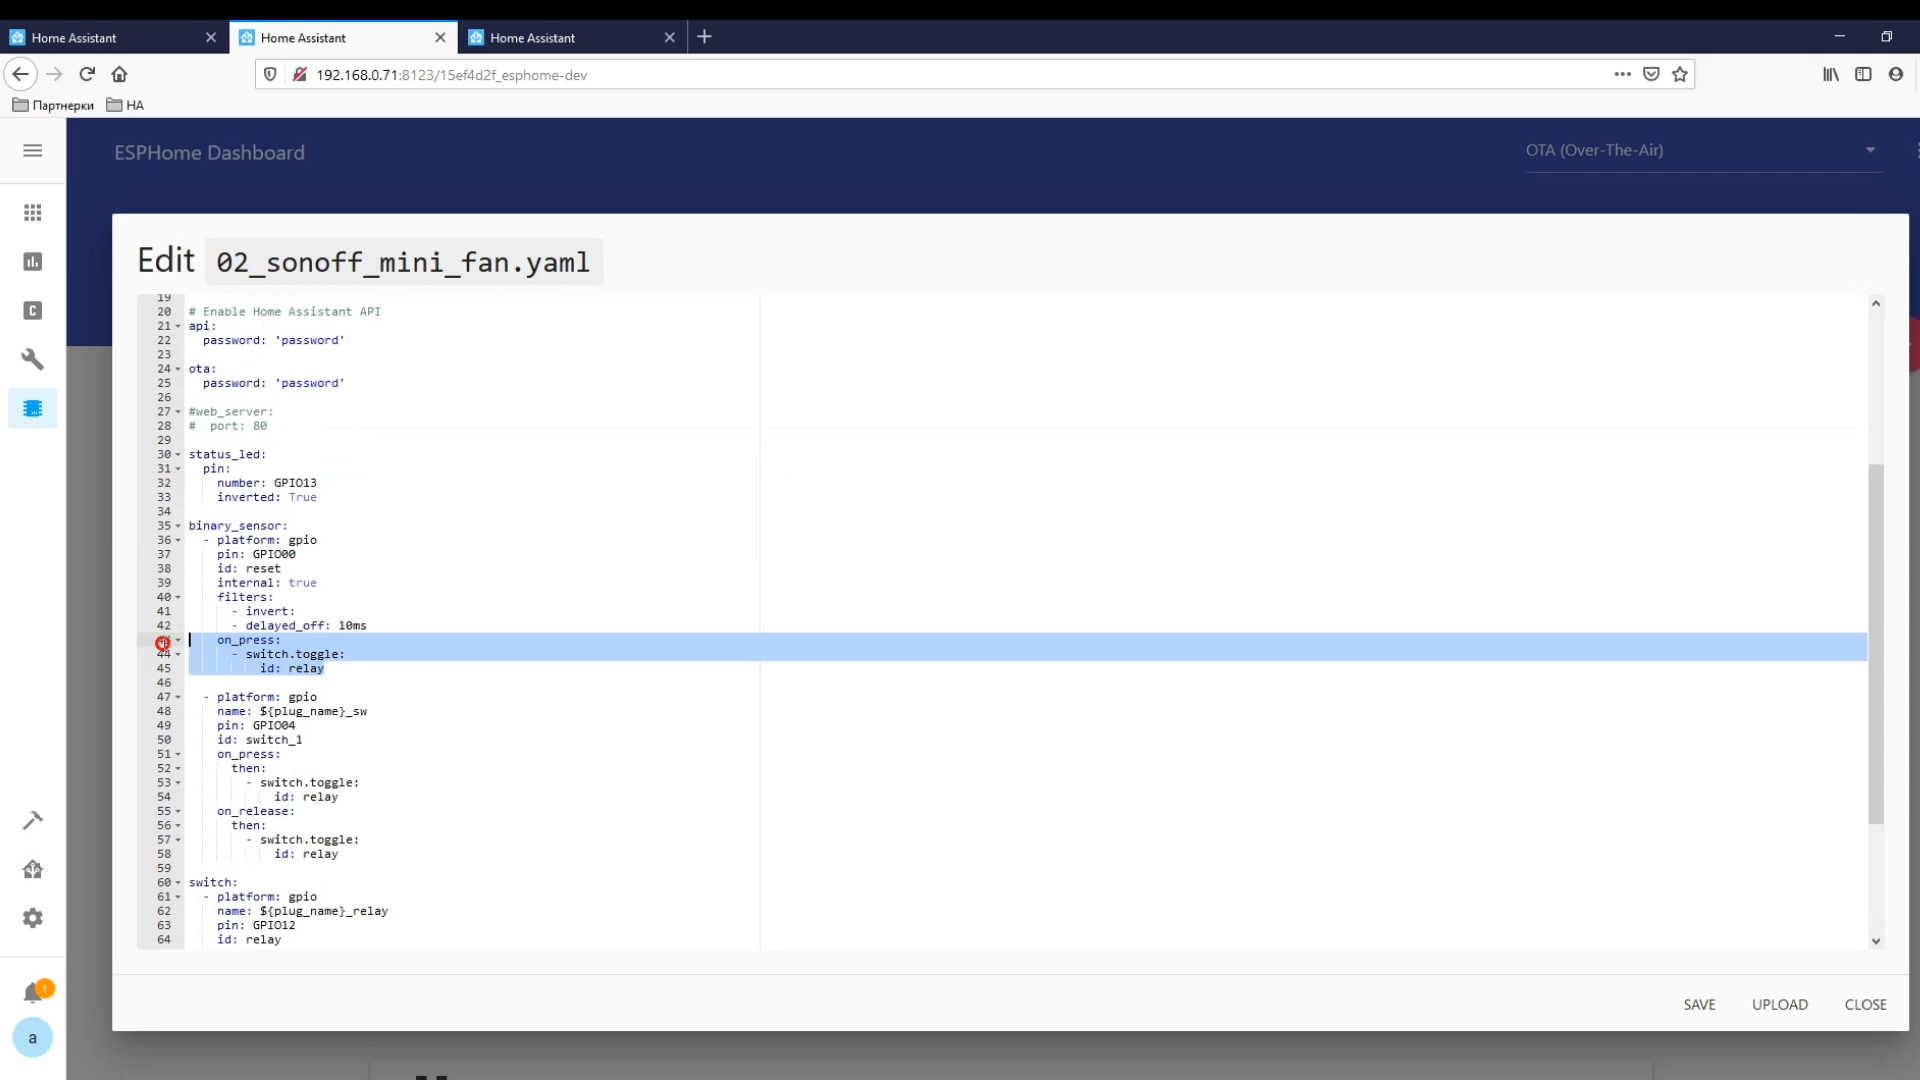 Home Assistant
Home Assistant
Home Assistant
192.168.0.71:8123/15ef4d2f_esphome-dev
Партнерки
HA
ESPHome Dashboard
OTA (Over-The-Air)
Edit 02_sonoff_mini_fan.yaml
19
20 # Enable Home Assistant API
21 api:
22 password: 'password'
23
24 ota:
25 password: 'password'
26
27 #web_server:
28 # port: 80
29
30 status_led:
31 pin:
32 number: GPIO13
33 inverted: True
34
35 binary_sensor:
36 - platform: gpio
37 pin: GPIO00
38 id: reset
39 internal: true
40 filters:
41 - invert:
42 - delayed_off: 10ms
on_press:
44 - switch.toggle:
45 id: relay
46
47 - platform: gpio
48 name: ${plug_name}_sw
49 pin: GPIO04
50 id: switch_1
51 on_press:
52 then:
53 - switch.toggle:
54 id: relay
55 on_release:
56 then:
57 - switch.toggle:
58 id: relay
59
60 switch:
61 - platform: gpio
62 name: ${plug_name}_relay
63 pin: GPIO12
64 id: relay
SAVE
UPLOAD
CLOSE
C
1
a